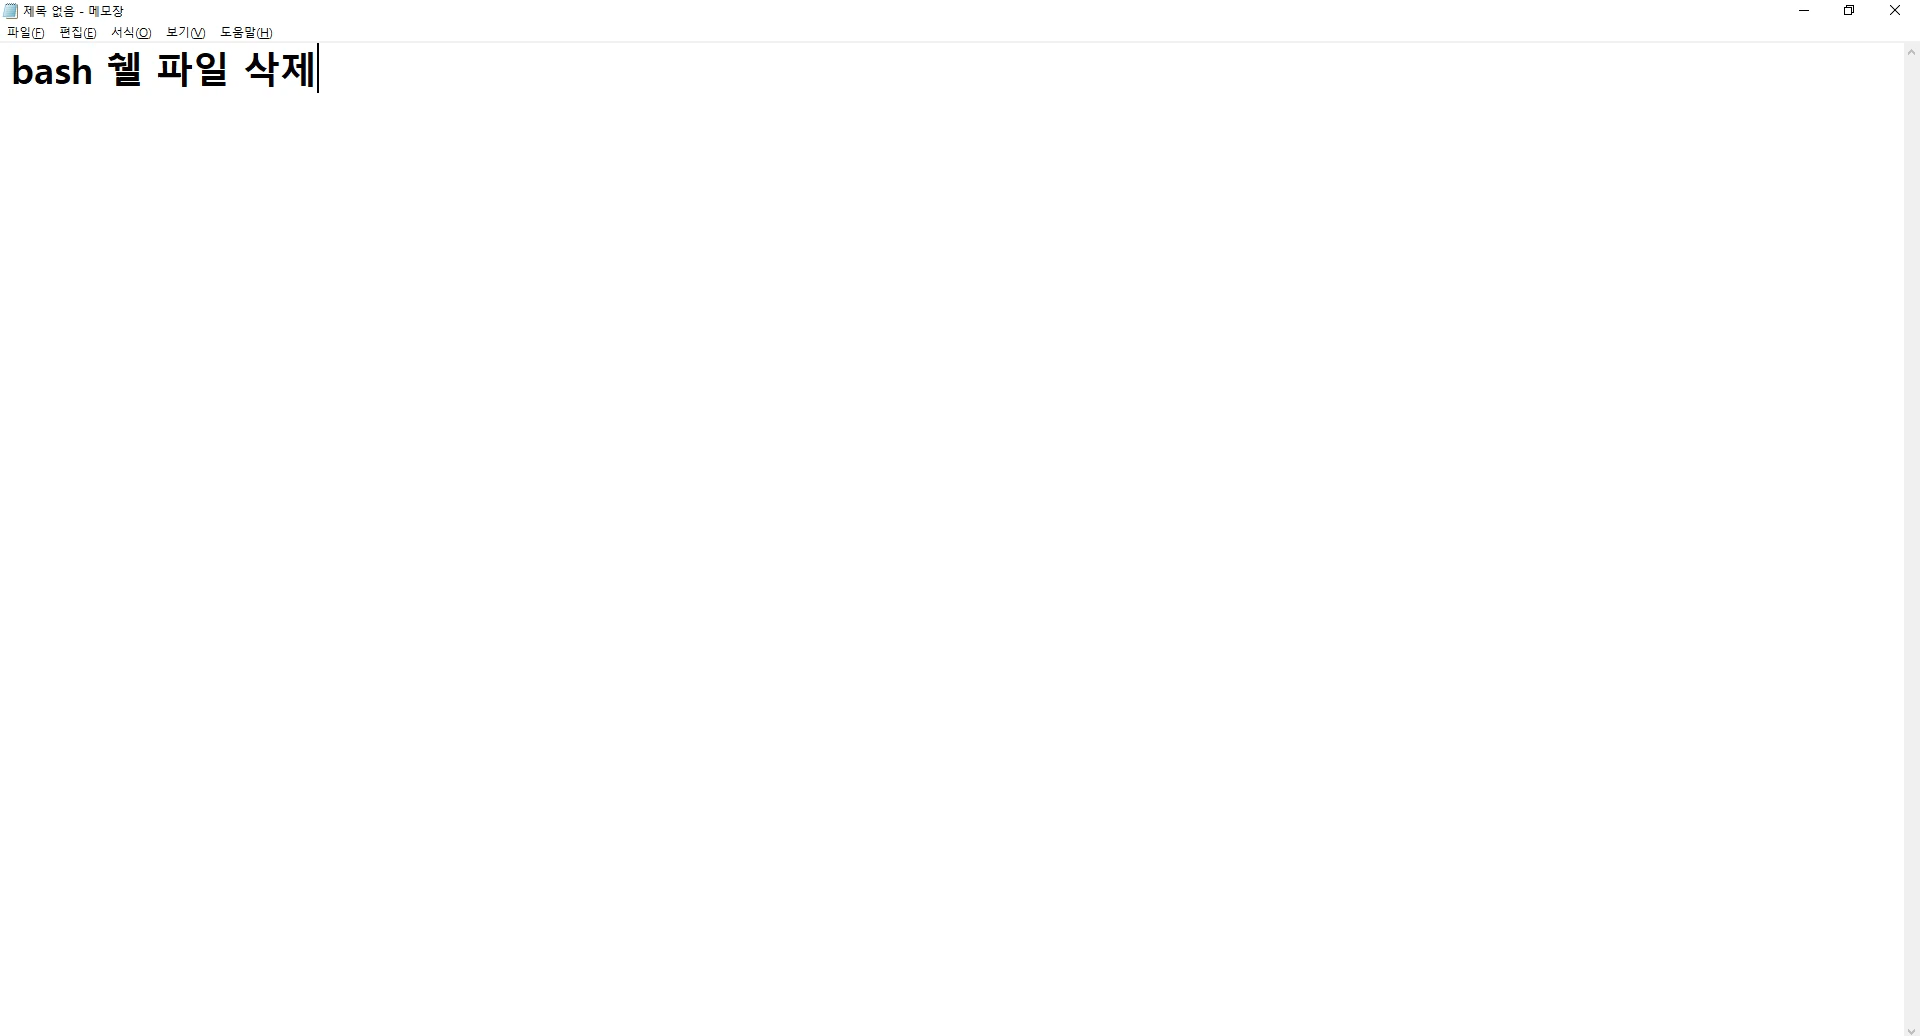 제목 없음 - 메모장
파일(F) 편집(E) 서식(O) 보기(V) 도움말(H)
bash 쉘 파일 삭제